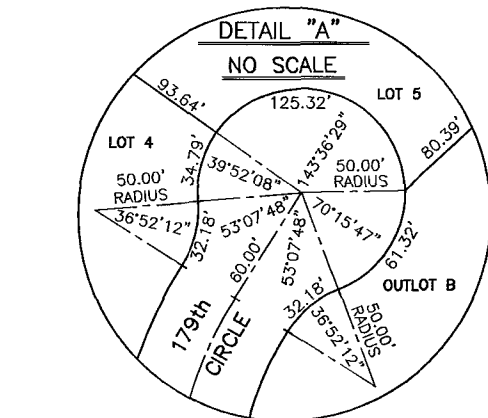 DETAIL "A"
NO SCALE
93.64'
125.32'
LOT 5
LOT 4
34.79'
39°52'08"
143°36'29"
80.39'
50.00'
RADIUS
50.00'
RADIUS
36°52'12"
53°07'48"
70°15'47"
32.18'
60.00'
53°07'48"
61.32'
OUTLOT B
179th
CIRCLE
32.18'
36°52'12"
50.00'
RADIUS